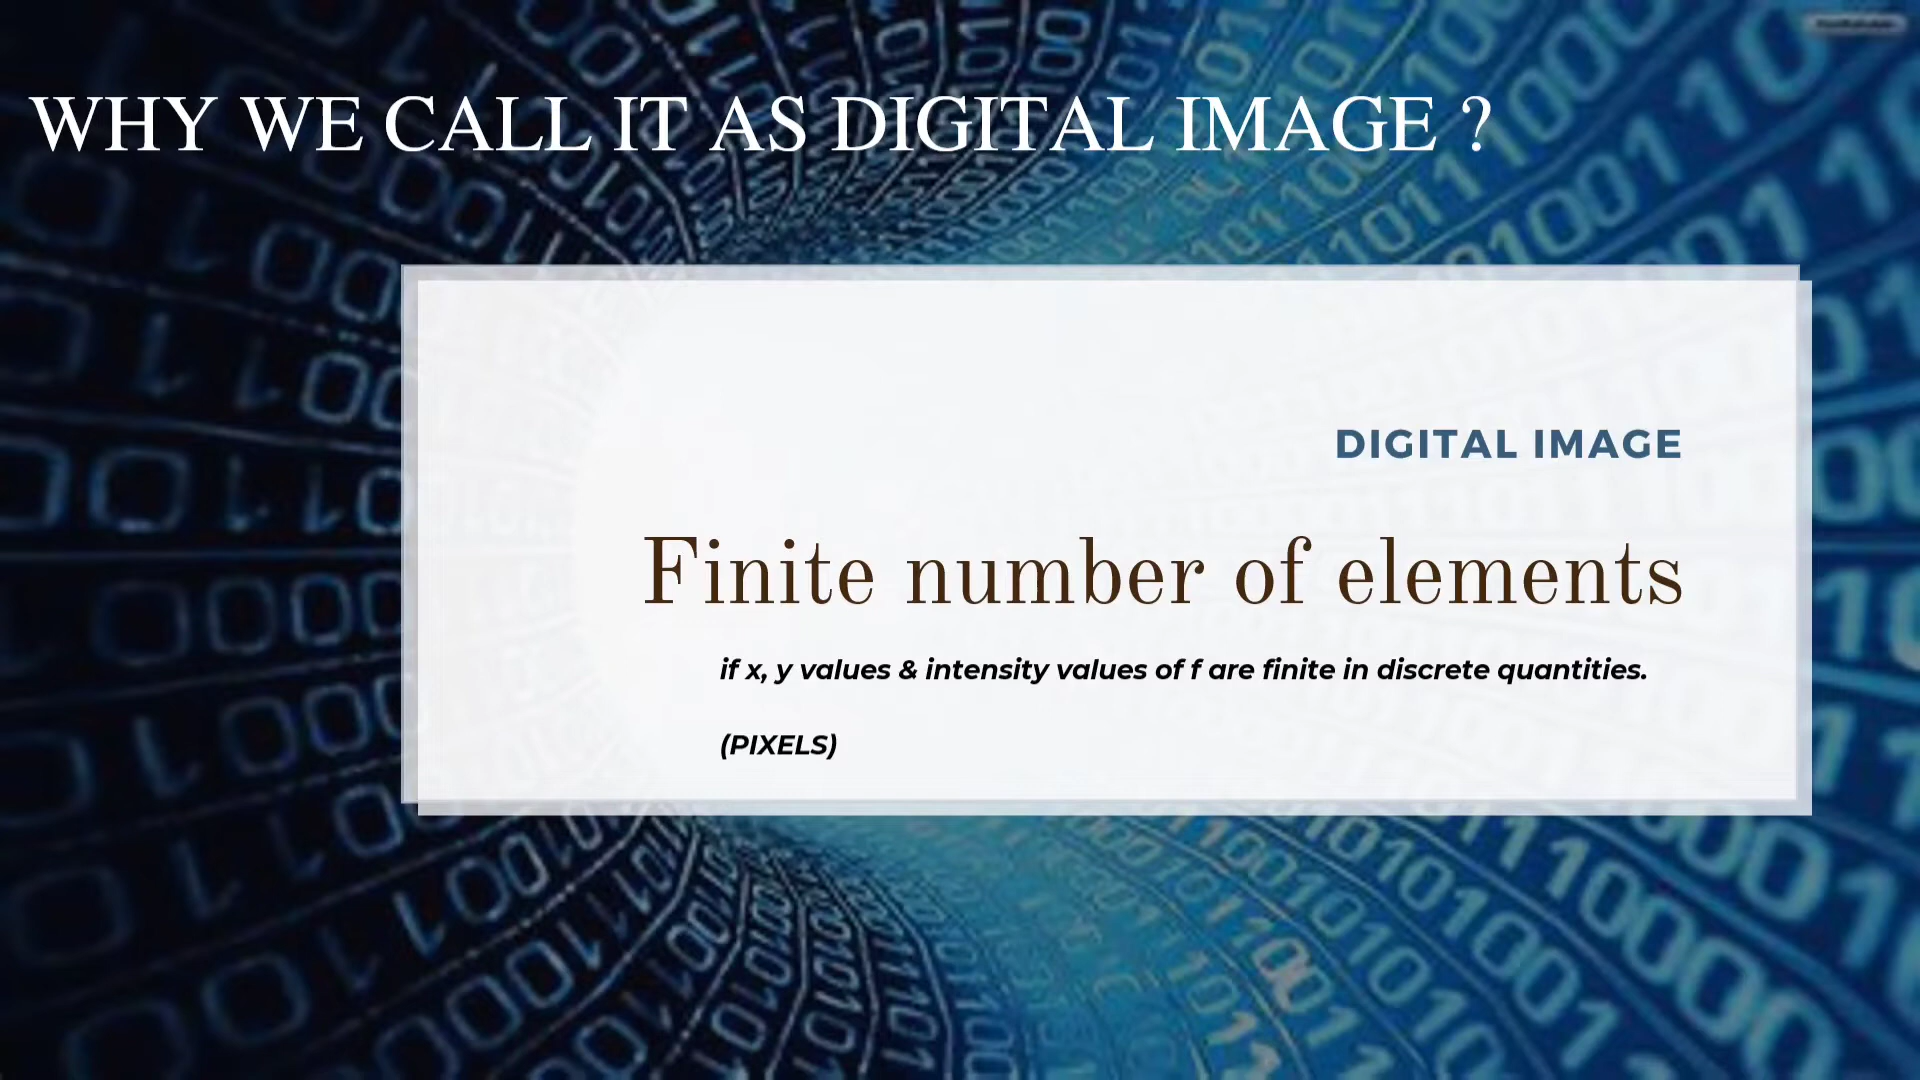 WHY WE CALL IT AS DIGITAL IMAGE ?
DIGITAL IMAGE
Finite number of elements
if x, y values & intensity values of f are finite in discrete quantities.
(PIXELS)